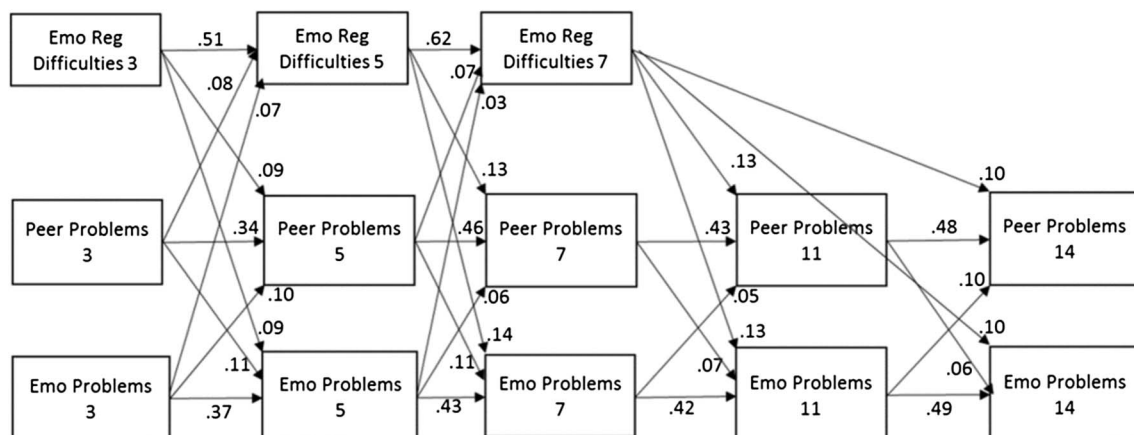 Emo Reg
Difficulties 3
.51
Emo Reg
Difficulties 5
.62
Emo Reg
Difficulties 7
.08
.07
.07
.03
.09
.13
.13
.10
Peer Problems
3
.34
Peer Problems
5
.46
Peer Problems
7
.43
Peer Problems
11
.48
Peer Problems
14
.10
.06
.05
.10
.09
.14
.13
.10
.11
.11
.07
.06
Emo Problems
3
.37
Emo Problems
5
.43
Emo Problems
7
.42
Emo Problems
11
.49
Emo Problems
14